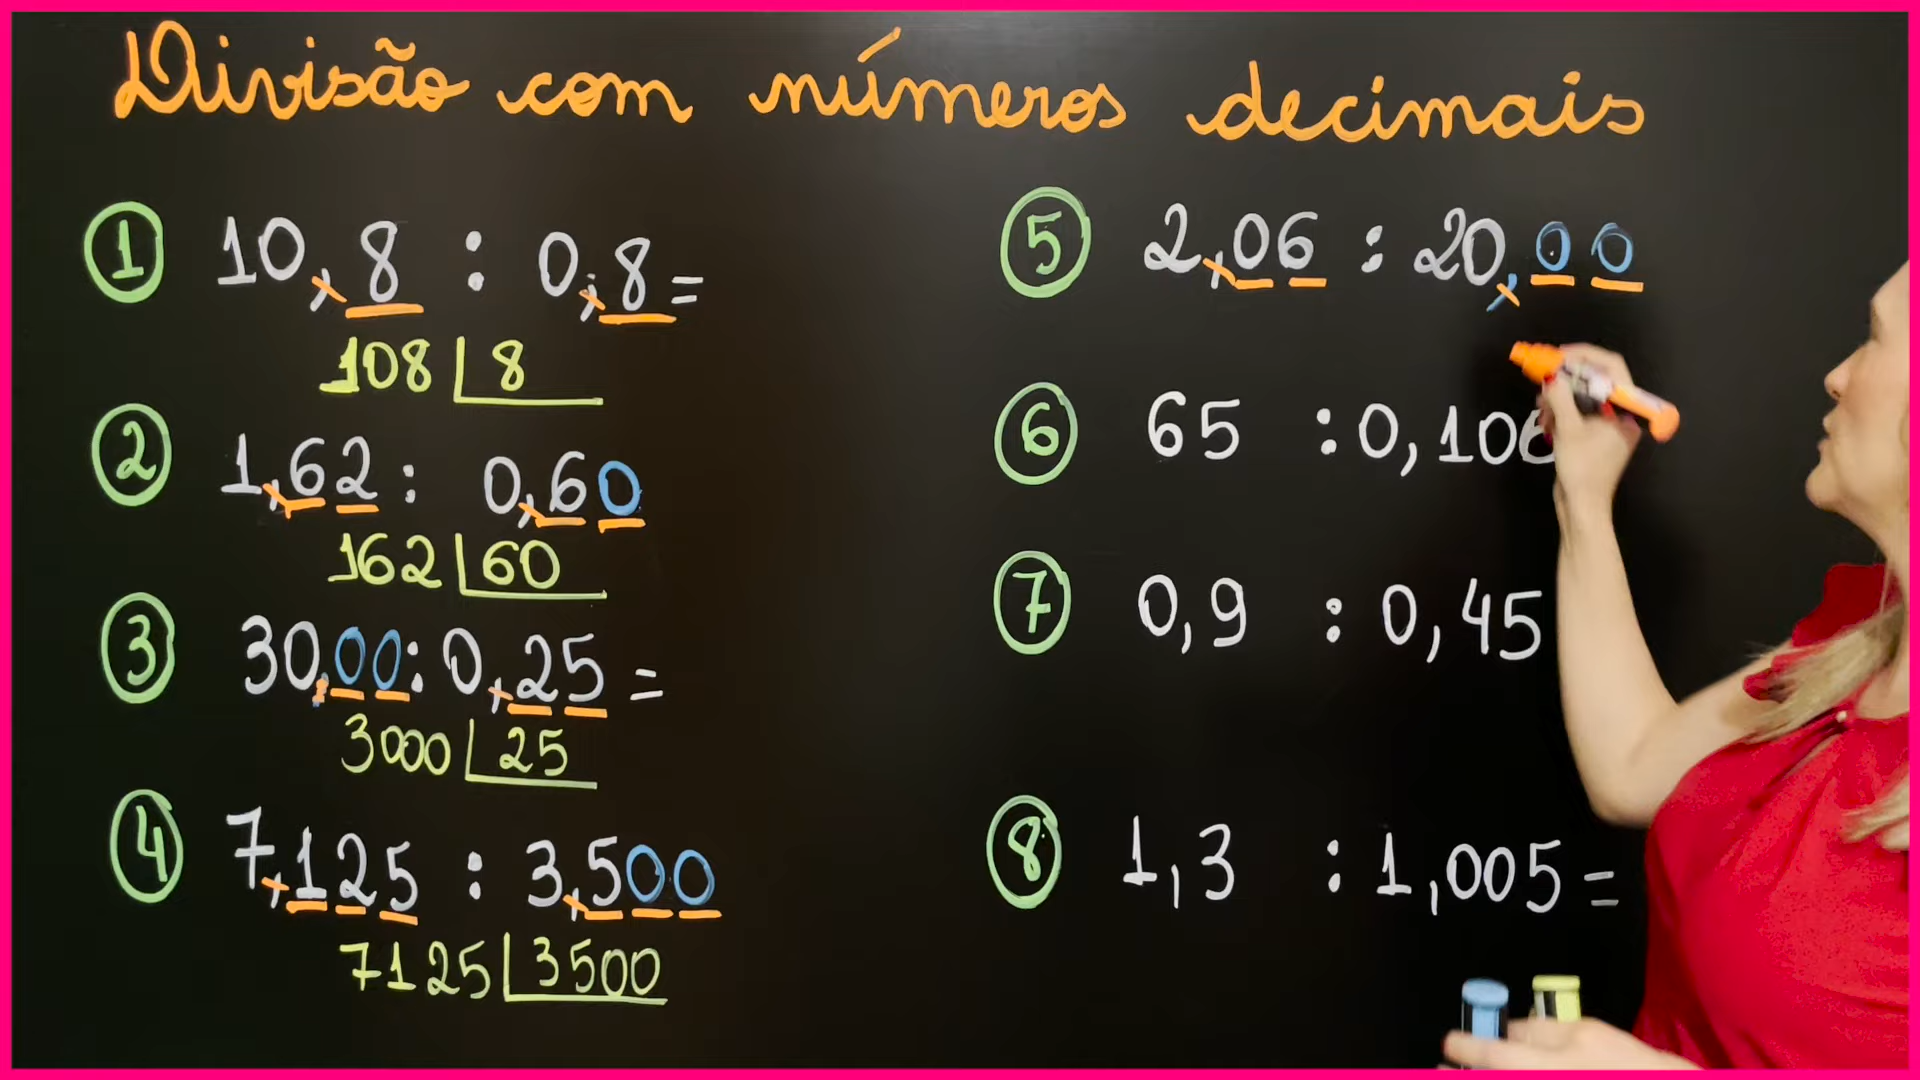 Divisão com números decimais
1 10,8 : 0,8 =
108 8
2 1,62 : 0,60
162 60
3 30,00 : 0,25 =
3000 25
4 7,125 : 3,500
7125 3500
5 2,06 : 20,00
6 65 :
7 0,9 : 0,45
8 1,3 : 1,005 =